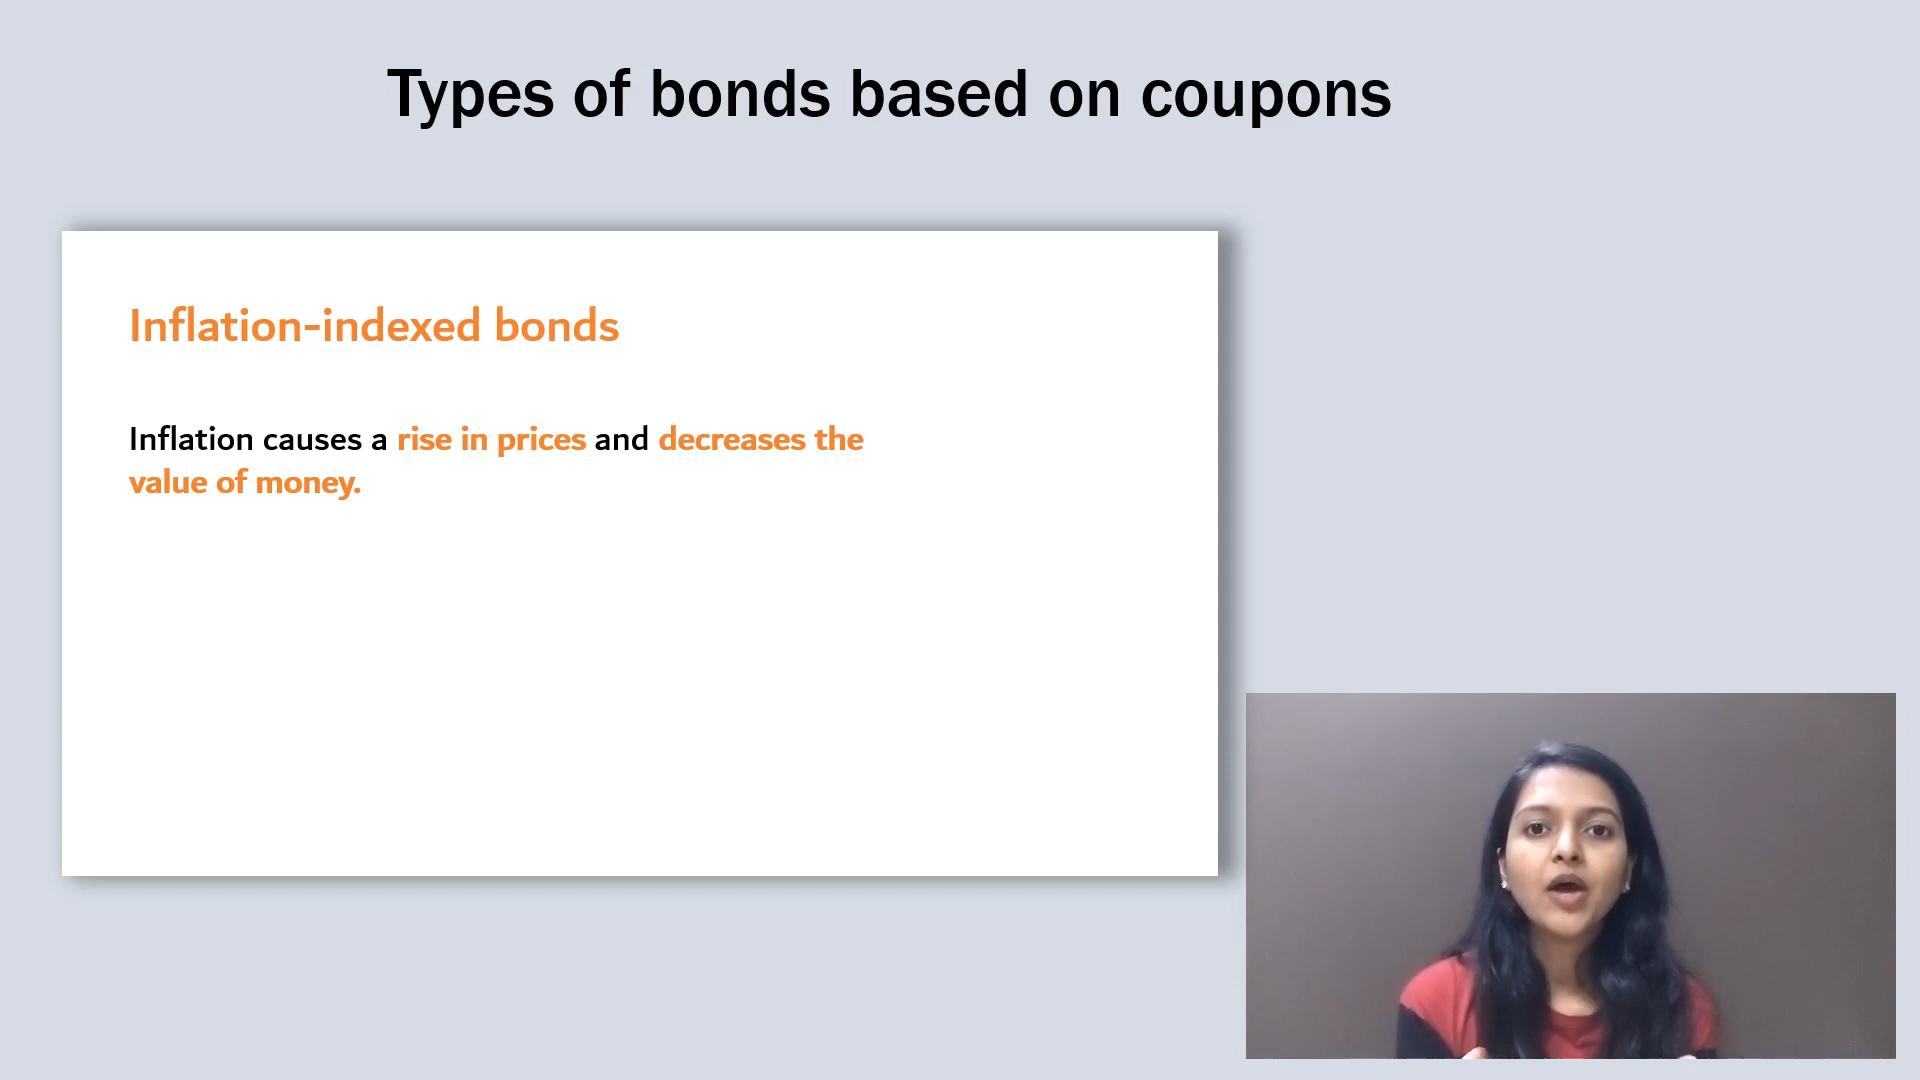 Types of bonds based on coupons
Inflation-indexed bonds
Inflation causes a rise in prices and decreases the
value of money.